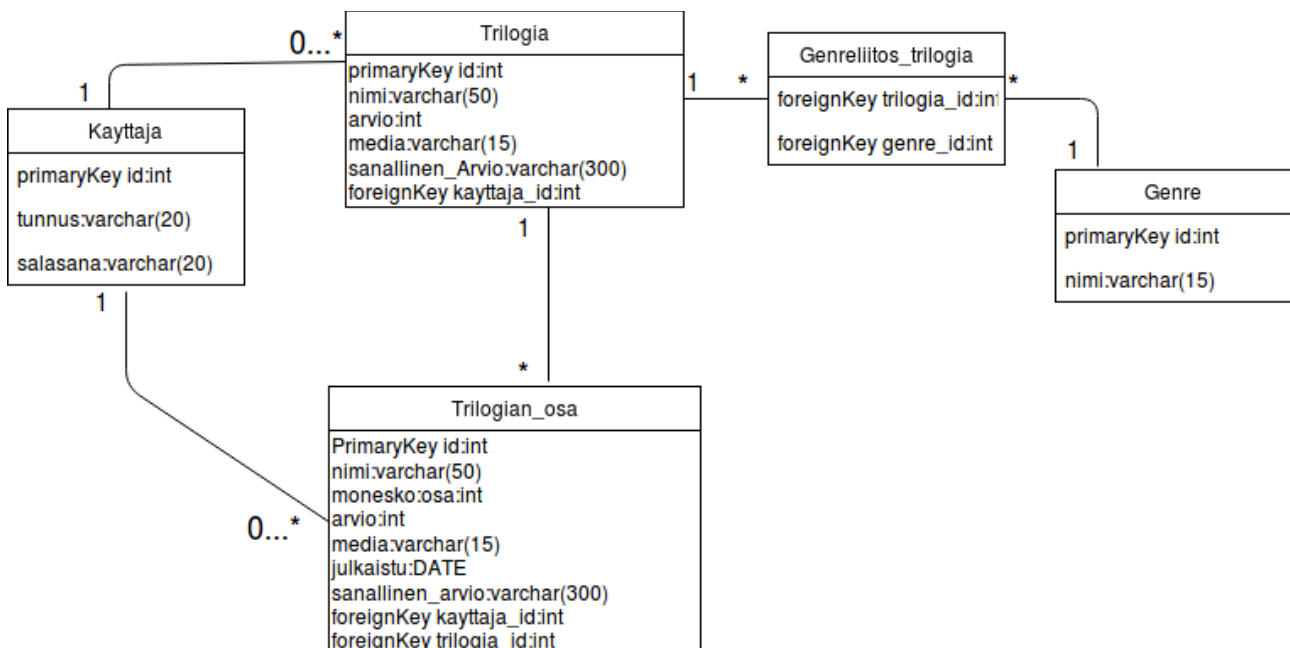 Trilogia
primaryKey id:int
nimi:varchar(50)
arvio:int
media:varchar(15)
sanallinen_Arvio:varchar(300)
foreignKey kayttaja_id:int
0...*
1
Kayttaja
primaryKey id:int
tunnus:varchar(20)
salasana:varchar(20)
1
1
*
Genreliitos_trilogia
foreignKey trilogia_id:int
foreignKey genre_id:int
*
1
Genre
primaryKey id:int
nimi:varchar(15)
1
*
0...*
Trilogian_osa
PrimaryKey id:int
nimi:varchar(50)
monesko:osa:int
arvio:int
media:varchar(15)
julkaistu:DATE
sanallinen_arvio:varchar(300)
foreignKey kayttaja_id:int
foreignKey trilogia_id:int